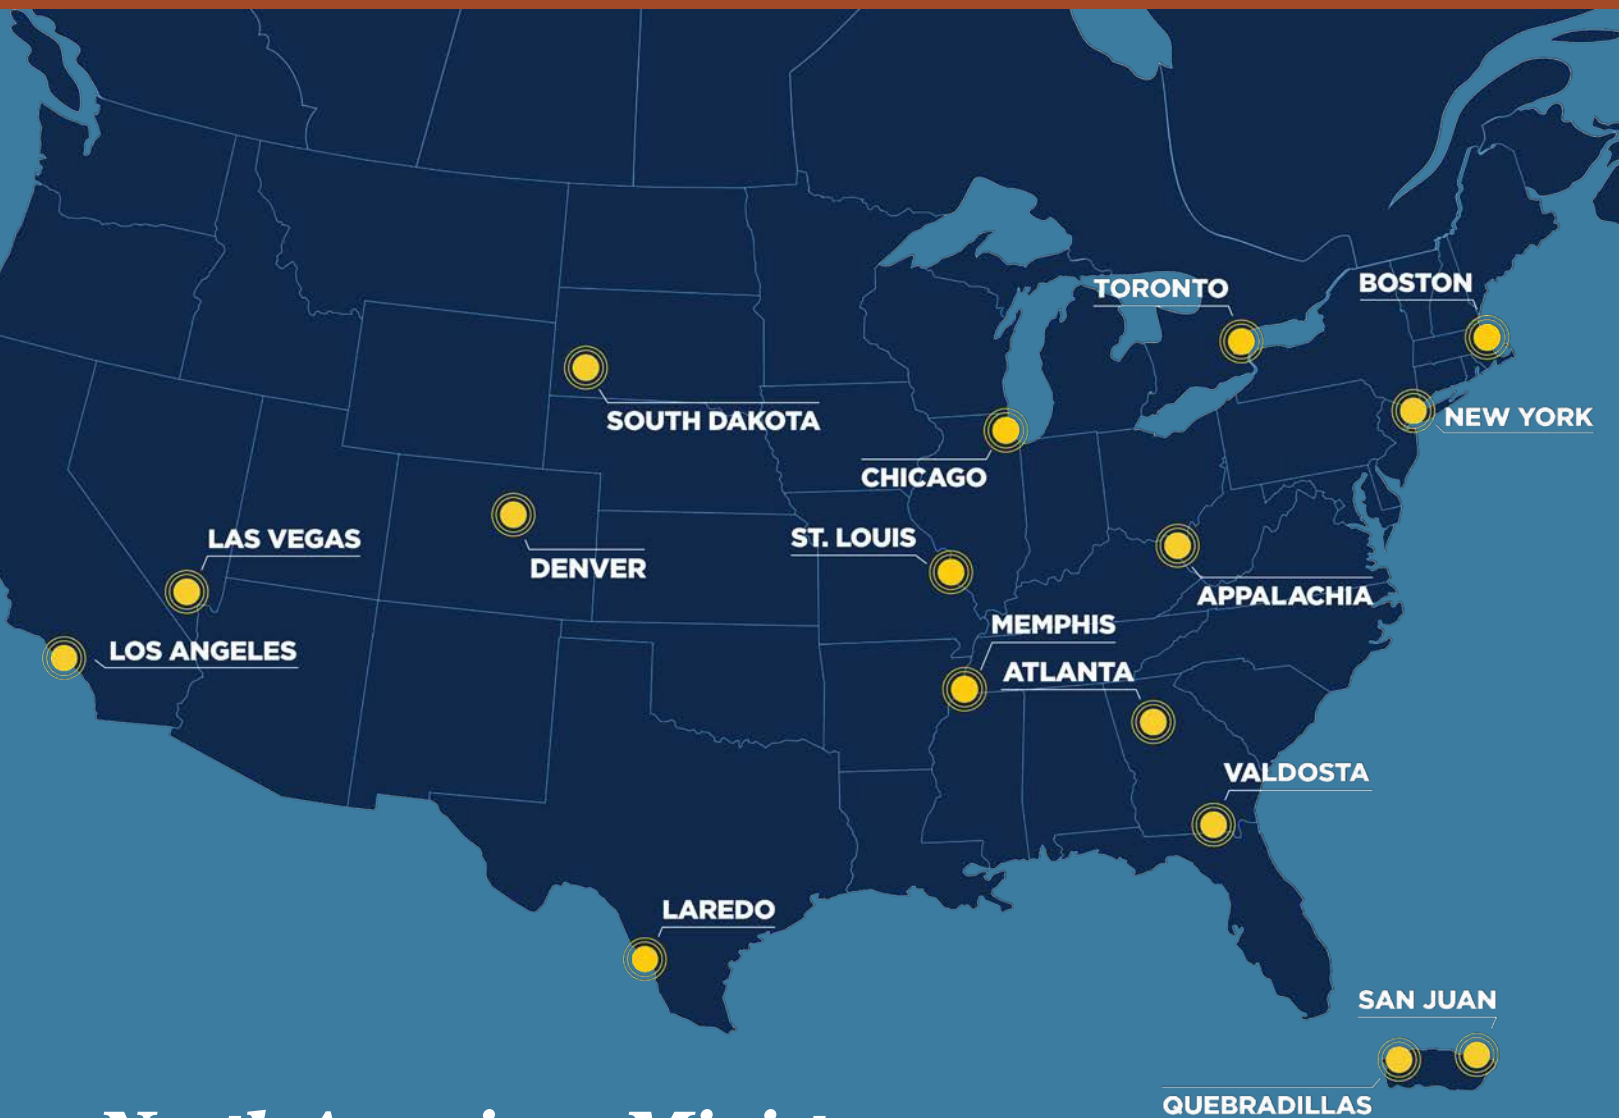 TORONTO
BOSTON
SOUTH DAKOTA
NEW YORK
CHICAGO
LAS VEGAS
ST. LOUIS
DENVER
APPALACHIA
MEMPHIS
LOS ANGELES
ATLANTA
VALDOSTA
LAREDO
SAN JUAN
QUEBRADILLAS